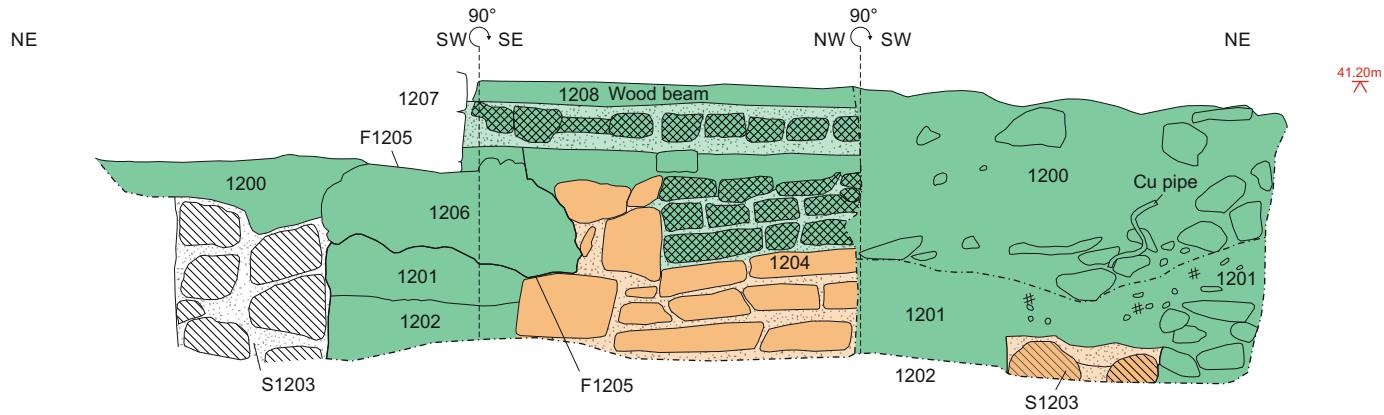 90° 90°
NE SW SE NW SW NE
41.20m
1207 1208 Wood beam
F1205
1200 1200 Cu pipe
1206
1204
1201 1201
1201
1202
1202
S1203 F1205 S1203